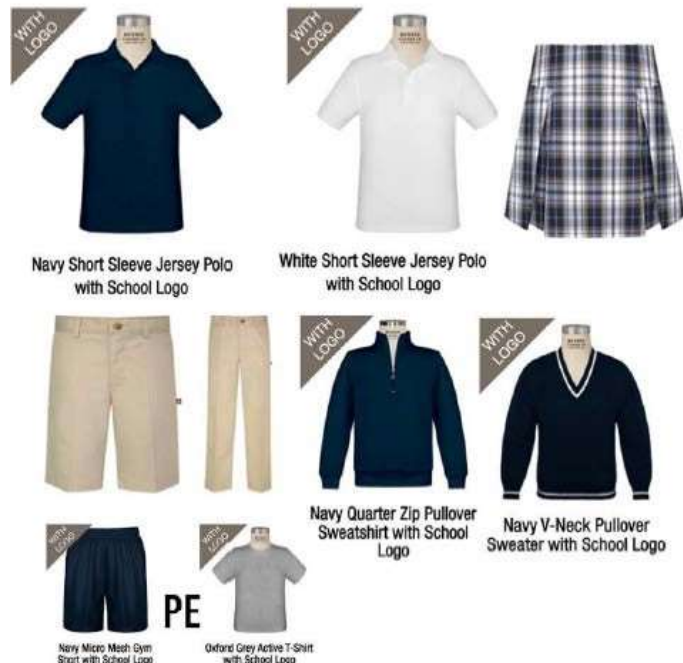 WITH
LOGO
WITH
LOGO
Navy Short Sleeve Jersey Polo
with School Logo
White Short Sleeve Jersey Polo
with School Logo
WITH
LOGO
WITH
LOGO
Navy Quarter Zip Pullover
Sweatshirt with School
Logo
Navy V-Neck Pullover
Sweater with School Logo
WITH
LOGO
PE
WITH
LOGO
Navy Micro Mesh Gym
Short with School Logo
Oxford Grey Active T-Shirt
with School Logo